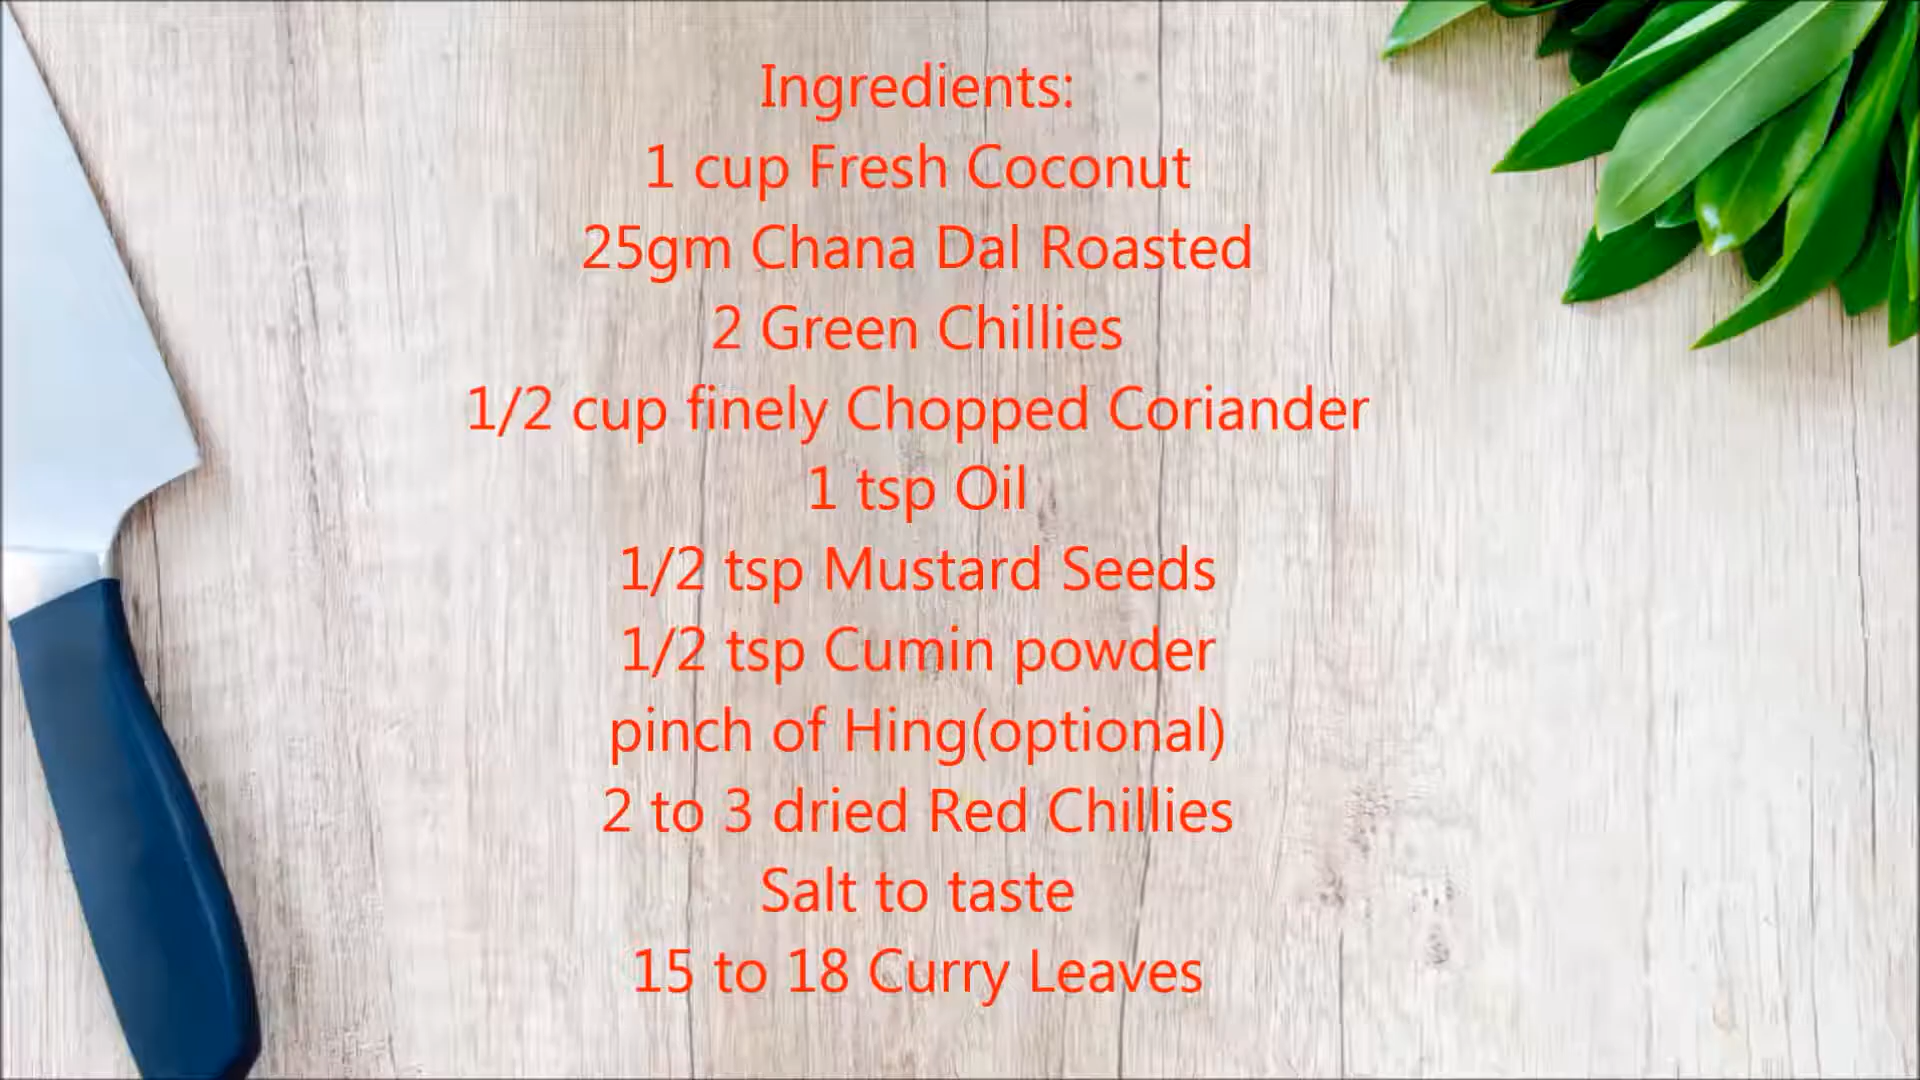 Ingredients:
1 cup Fresh Coconut
25gm Chana Dal Roasted
2 Green Chillies
1/2 cup finely Chopped Coriander
1 tsp Oil
1/2 tsp Mustard Seeds
1/2 tsp Cumin powder
pinch of Hing(optional)
2 to 3 dried Red Chillies
Salt to taste
15 to 18 Curry Leaves